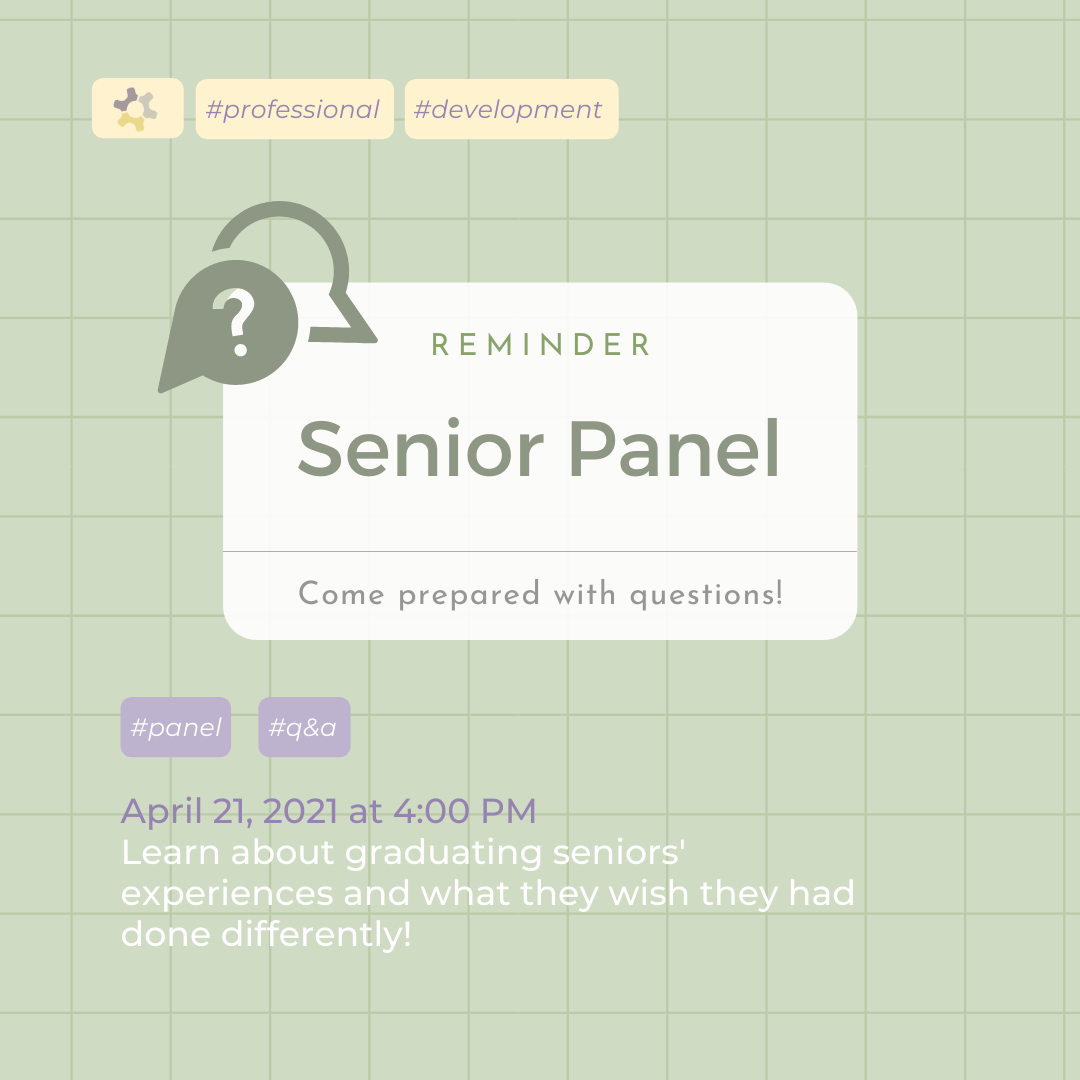 #professional #development
?
REMINDER
Senior Panel
Come prepared with questions!
#panel #q&a
April 21, 2021 at 4:00 PM
Learn about graduating seniors'
experiences and what they wish they had
done differently!